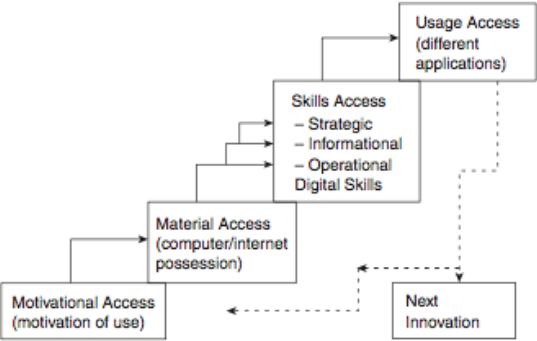 Usage Access
(different
applications)
Skills Access
– Strategic
– Informational
– Operational
Digital Skills
Material Access
(computer/internet
possession)
Motivational Access
(motivation of use)
Next
Innovation